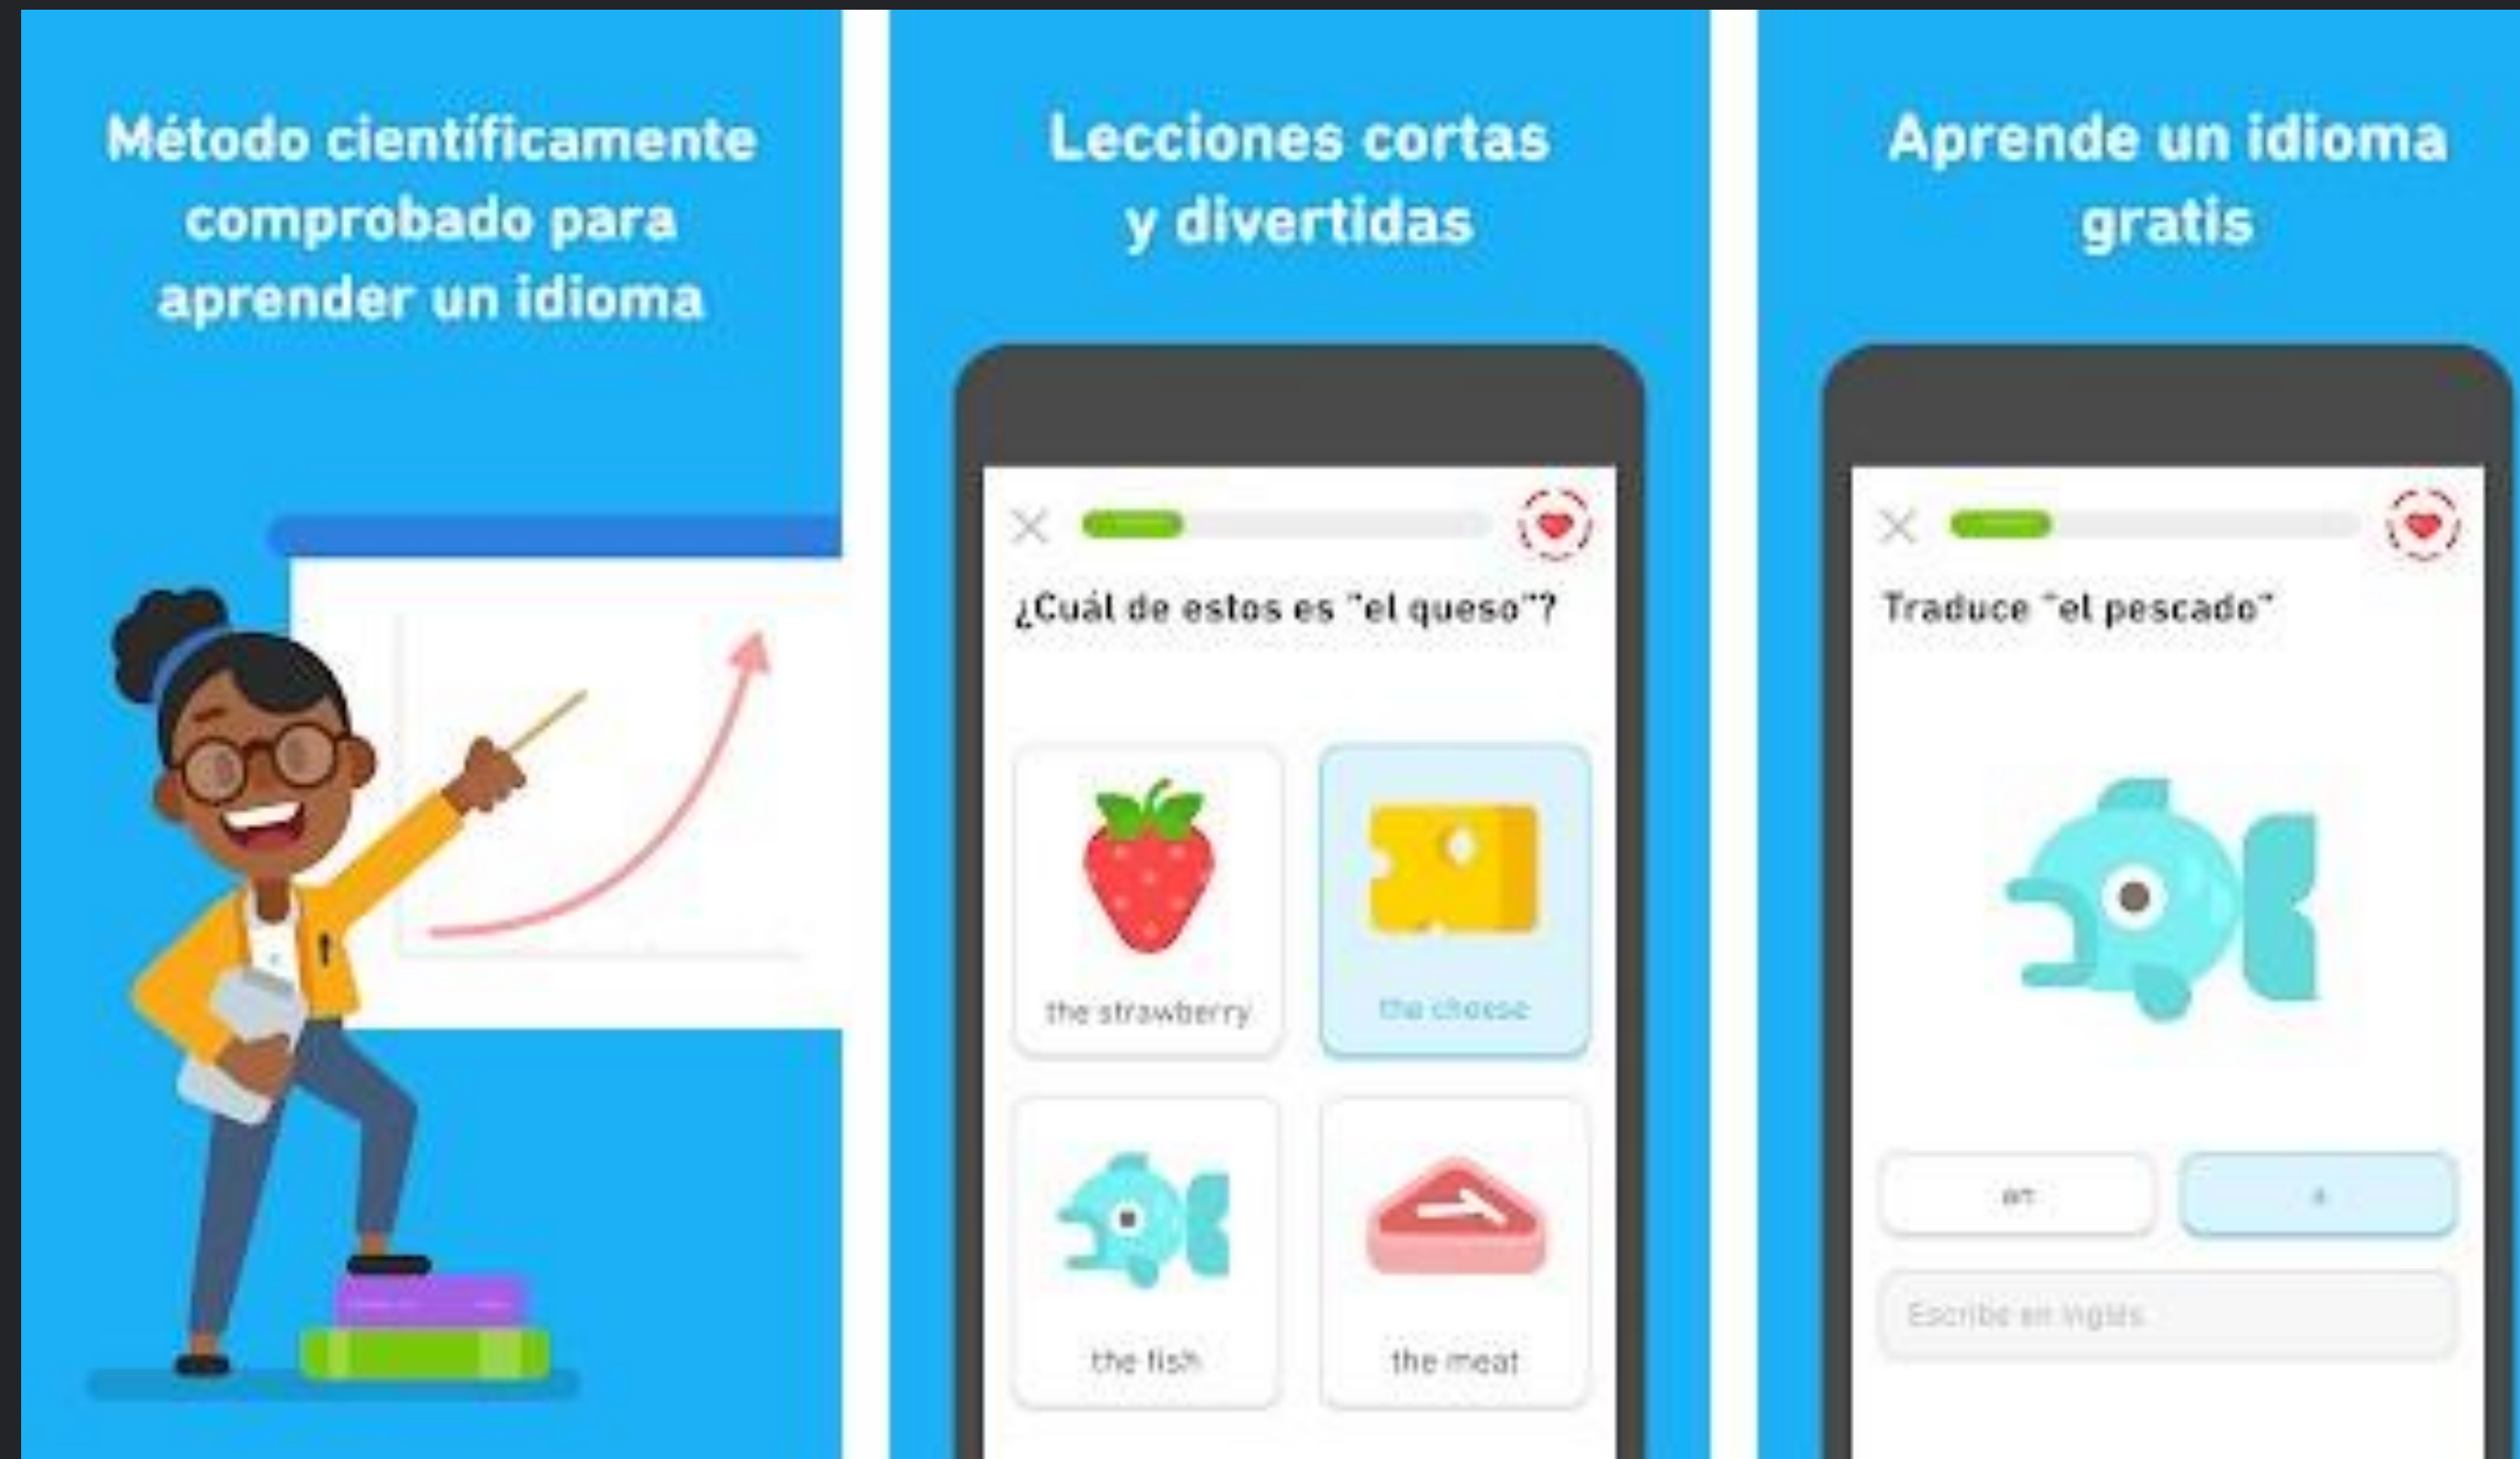 Método científicamente
comprobado para
aprender un idioma
Lecciones cortas
y divertidas
¿Cuál de estos es "el queso"?
the strawberry
the cheese
the fish
the meat
Aprende un idioma
gratis
Traduce "el pescado"
Escribe en inglés